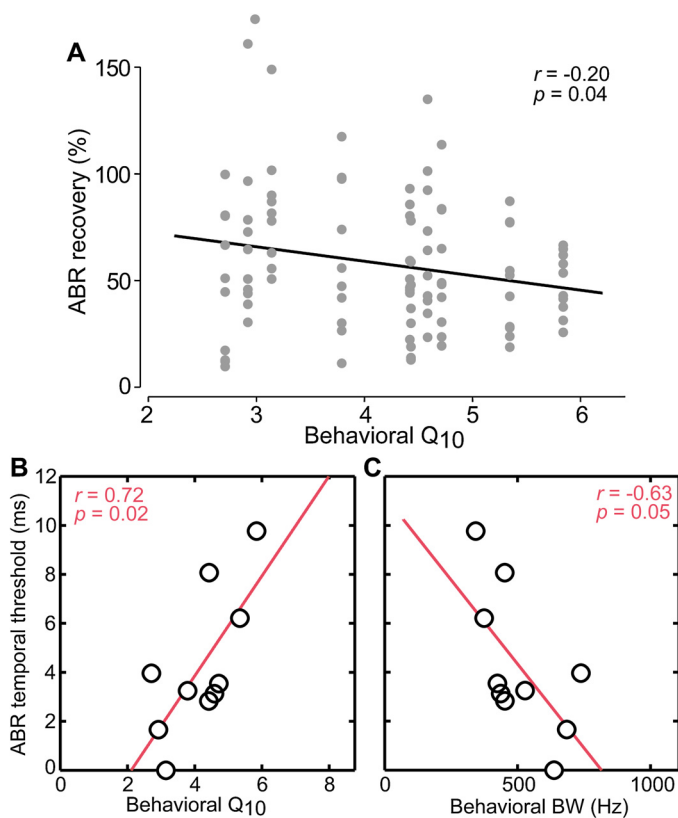 A
r = -0.20
p = 0.04
150
100
50
0
ABR recovery (%)
2 3 4 5 6
Behavioral Q10
B
r = 0.72
p = 0.02
12
10
8
6
4
2
0
ABR temporal threshold (ms)
0 2 4 6 8
Behavioral Q10
C
r = -0.63
p = 0.05
0 500 1000
Behavioral BW (Hz)